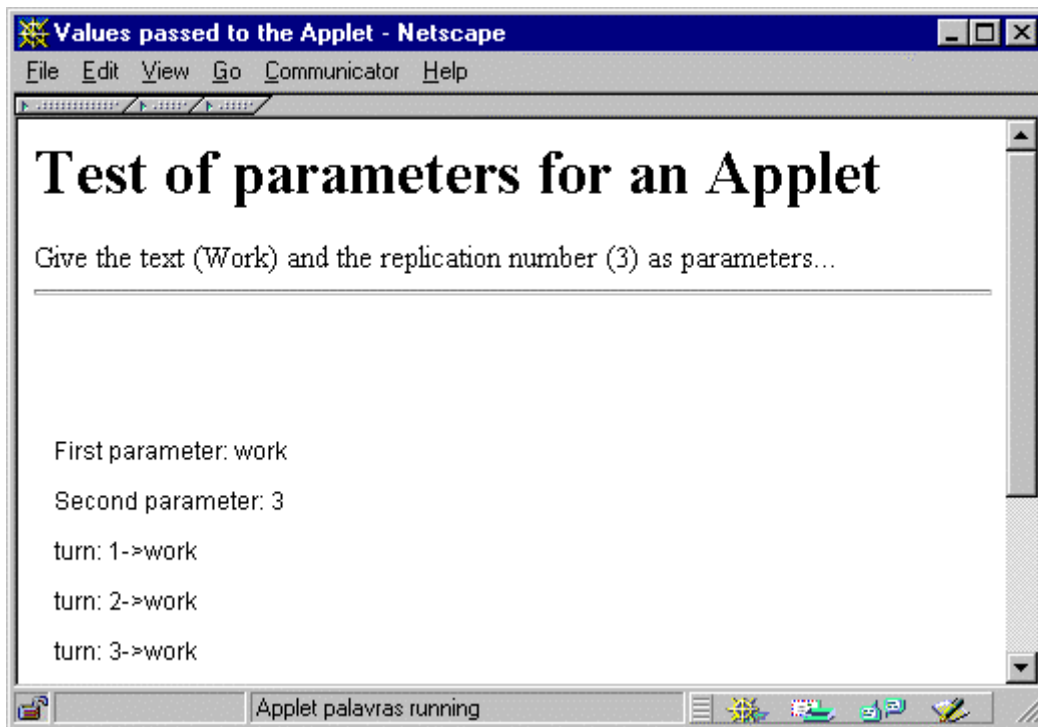 Values passed to the Applet - Netscape
File Edit View Go Communicator Help
Test of parameters for an Applet
Give the text (Work) and the replication number (3) as parameters...
First parameter: work
Second parameter: 3
turn: 1->work
turn: 2->work
turn: 3->work
Applet palavras running